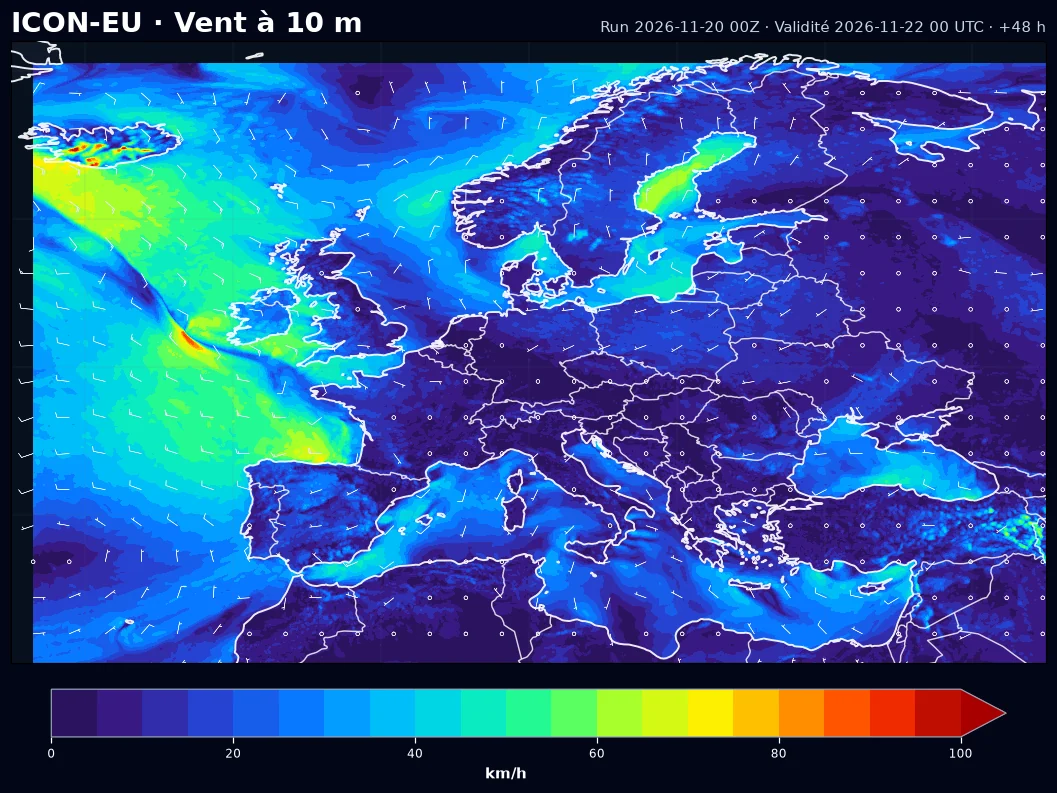 ICON-EU · Vent à 10 m
Run 2026-11-20 00Z · Validité 2026-11-22 00 UTC · +48 h
0 20 40 60 80 100
km/h